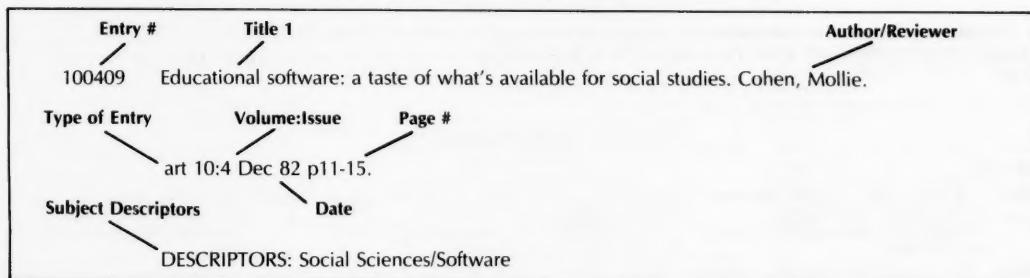 Entry # Title 1 Author/Reviewer
100409 Educational software: a taste of what's available for social studies. Cohen, Mollie.
Type of Entry Volume:Issue Page #
art 10:4 Dec 82 p11-15.
Subject Descriptors Date
DESCRIPTORS: Social Sciences/Software